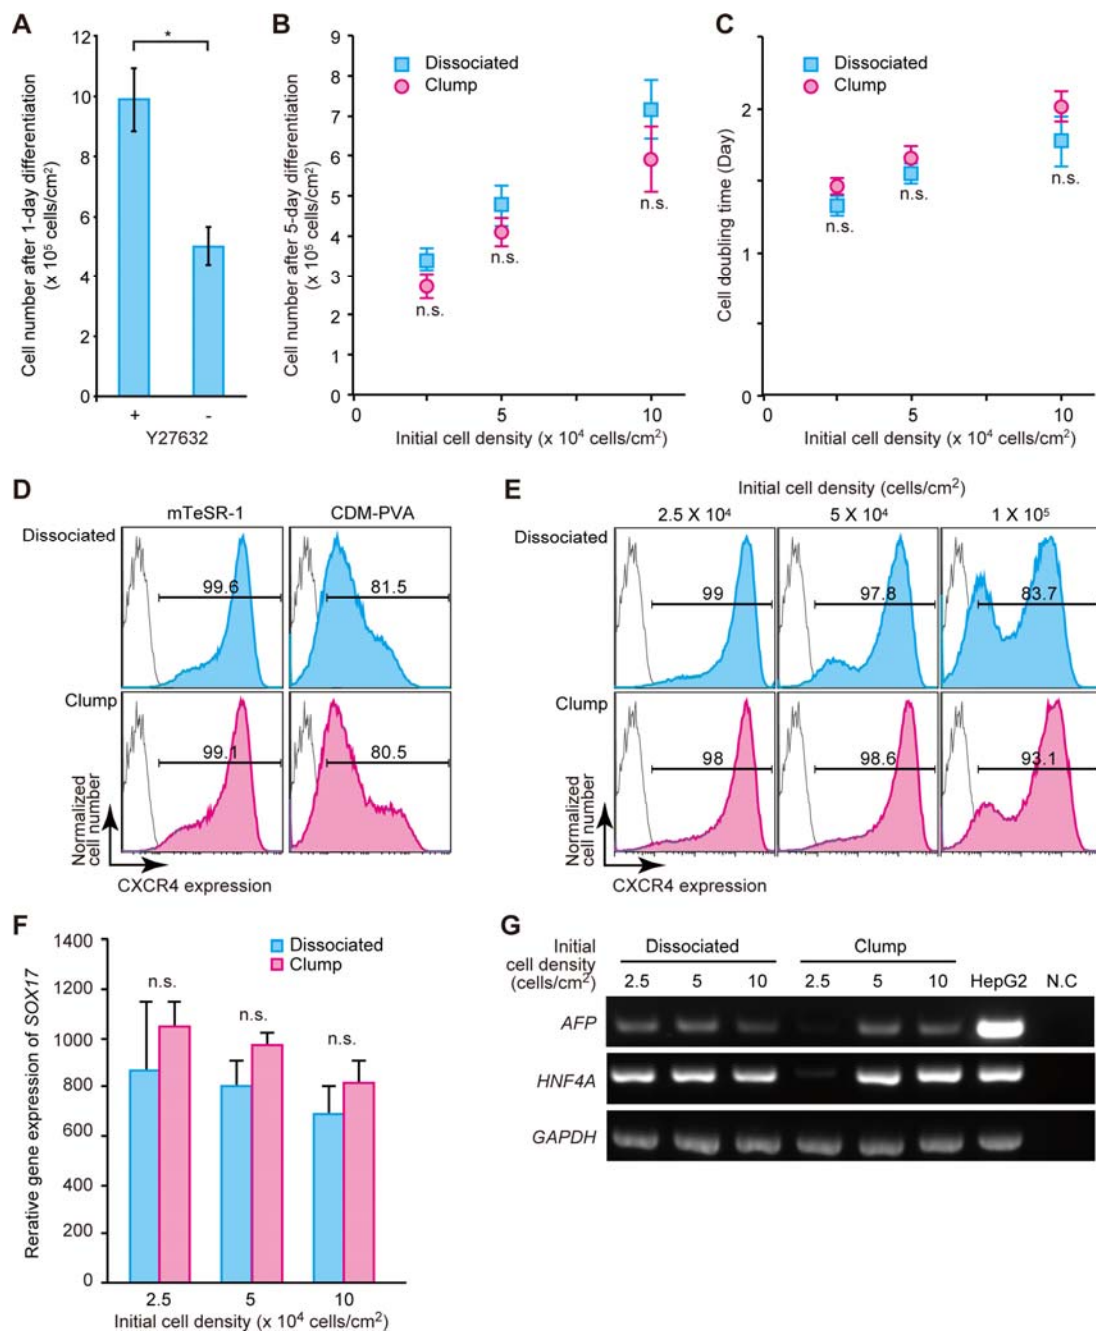 A
*
Cell number after 1-day differentiation
(x 10⁵ cells/cm²)
12
10
8
6
4
2
0
+ -
Y27632
B
Dissociated
Clump
Cell number after 5-day differentiation
(x 10⁵ cells/cm²)
9
8
7
6
5
4
3
2
1
0
n.s.
n.s.
n.s.
0 5 10
Initial cell density (x 10⁴ cells/cm²)
C
Dissociated
Clump
Cell doubling time (Day)
2
1
0
n.s.
n.s.
n.s.
0 5 10
Initial cell density (x 10⁴ cells/cm²)
D
mTeSR-1 CDM-PVA
Dissociated
99.6 81.5
Clump
99.1 80.5
Normalized
cell number
CXCR4 expression
E
Initial cell density (cells/cm²)
2.5 X 10⁴ 5 X 10⁴ 1 X 10⁵
Dissociated
99 97.8 83.7
Clump
98 98.6 93.1
Normalized
cell number
CXCR4 expression
F
Dissociated
Clump
Rerative gene expression of SOX17
1400
1200
1000
800
600
400
200
0
n.s.
n.s.
n.s.
2.5 5 10
Initial cell density (x 10⁴ cells/cm²)
G
Initial
cell density
(cells/cm²)
Dissociated Clump
2.5 5 10 2.5 5 10 HepG2 N.C
AFP
HNF4A
GAPDH